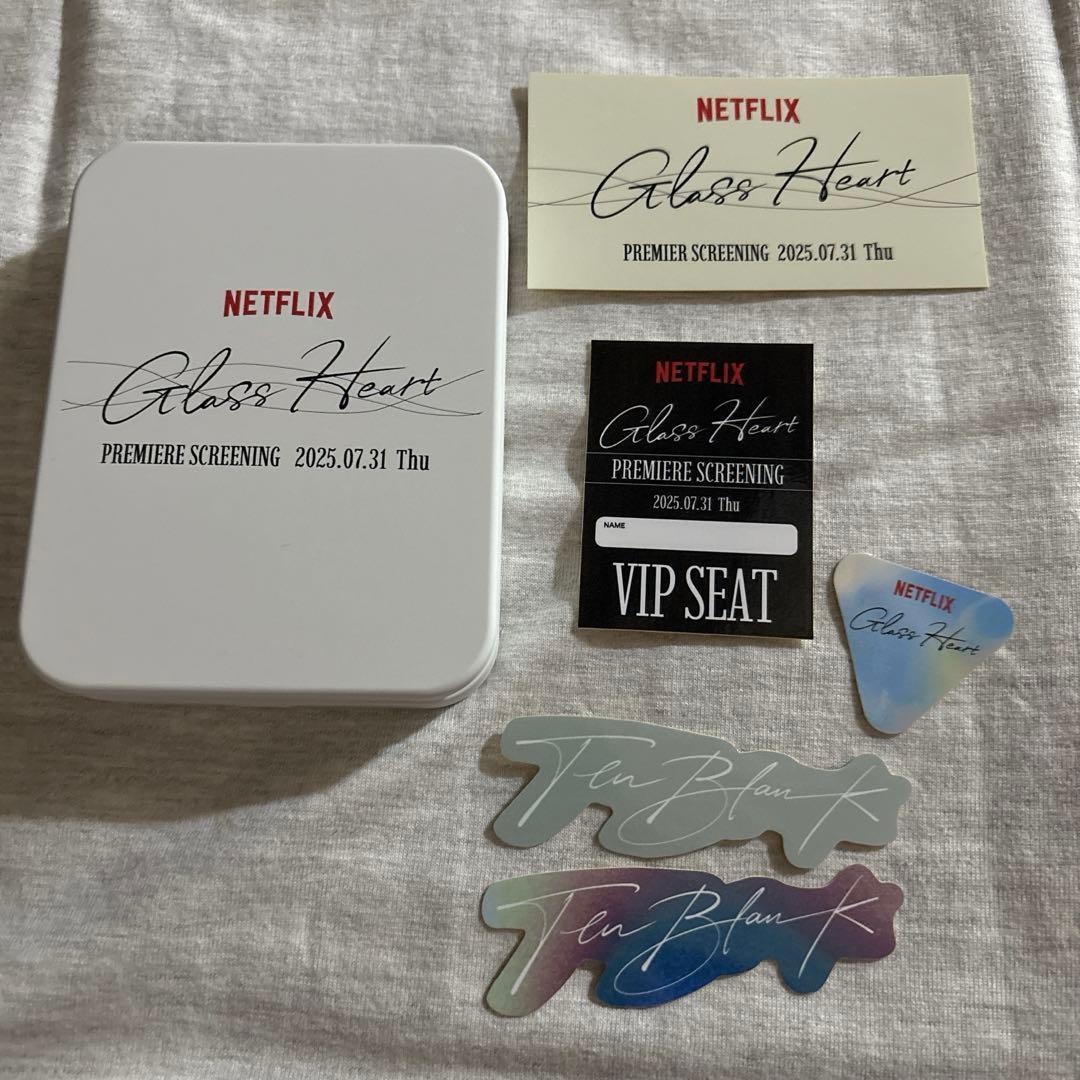 NETFLIX
Glass Heart
PREMIERE SCREENING 2025.07.31 Thu
NETFLIX
Glass Heart
PREMIER SCREENING 2025.07.31 Thu
NETFLIX
Glass Heart
PREMIERE SCREENING
2025.07.31 Thu
NAME
VIP SEAT
NETFLIX
Glass Heart
Ten Blank
Ten Blank